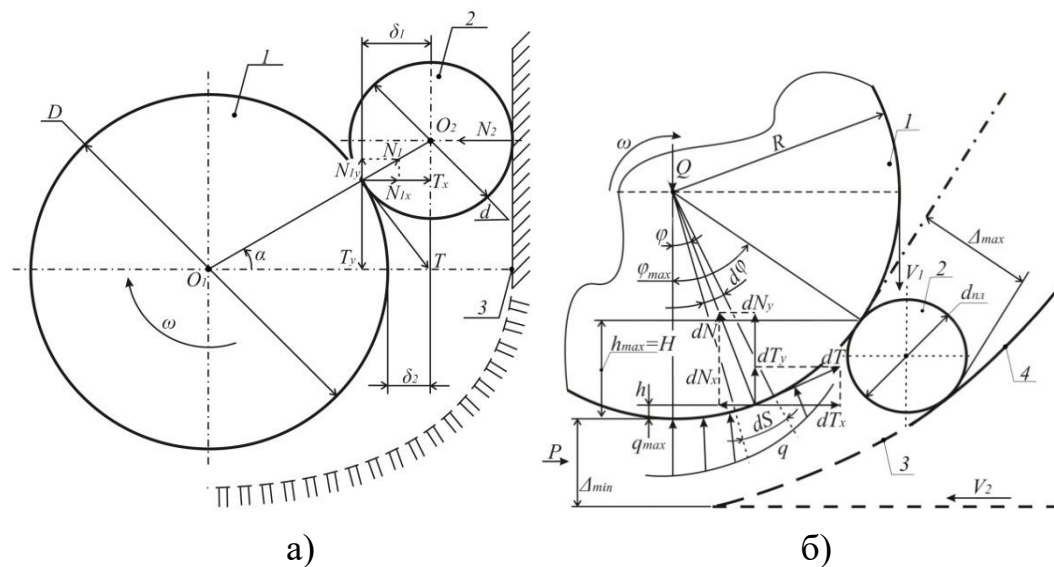 D
1
δ₁
2
O₂
N₂
N₁
N₁y
N₁x
Tx
d
α
Ty
T
O₁
3
ω
δ₂
а)
ω
Q
R
1
φ
φmax
dφ
Δmax
V₁
2
dпл
dNy
dN
hmax=H
dTy
dT
dNx
h
dTx
4
qmax
dS
q
P
Δmin
3
V₂
б)